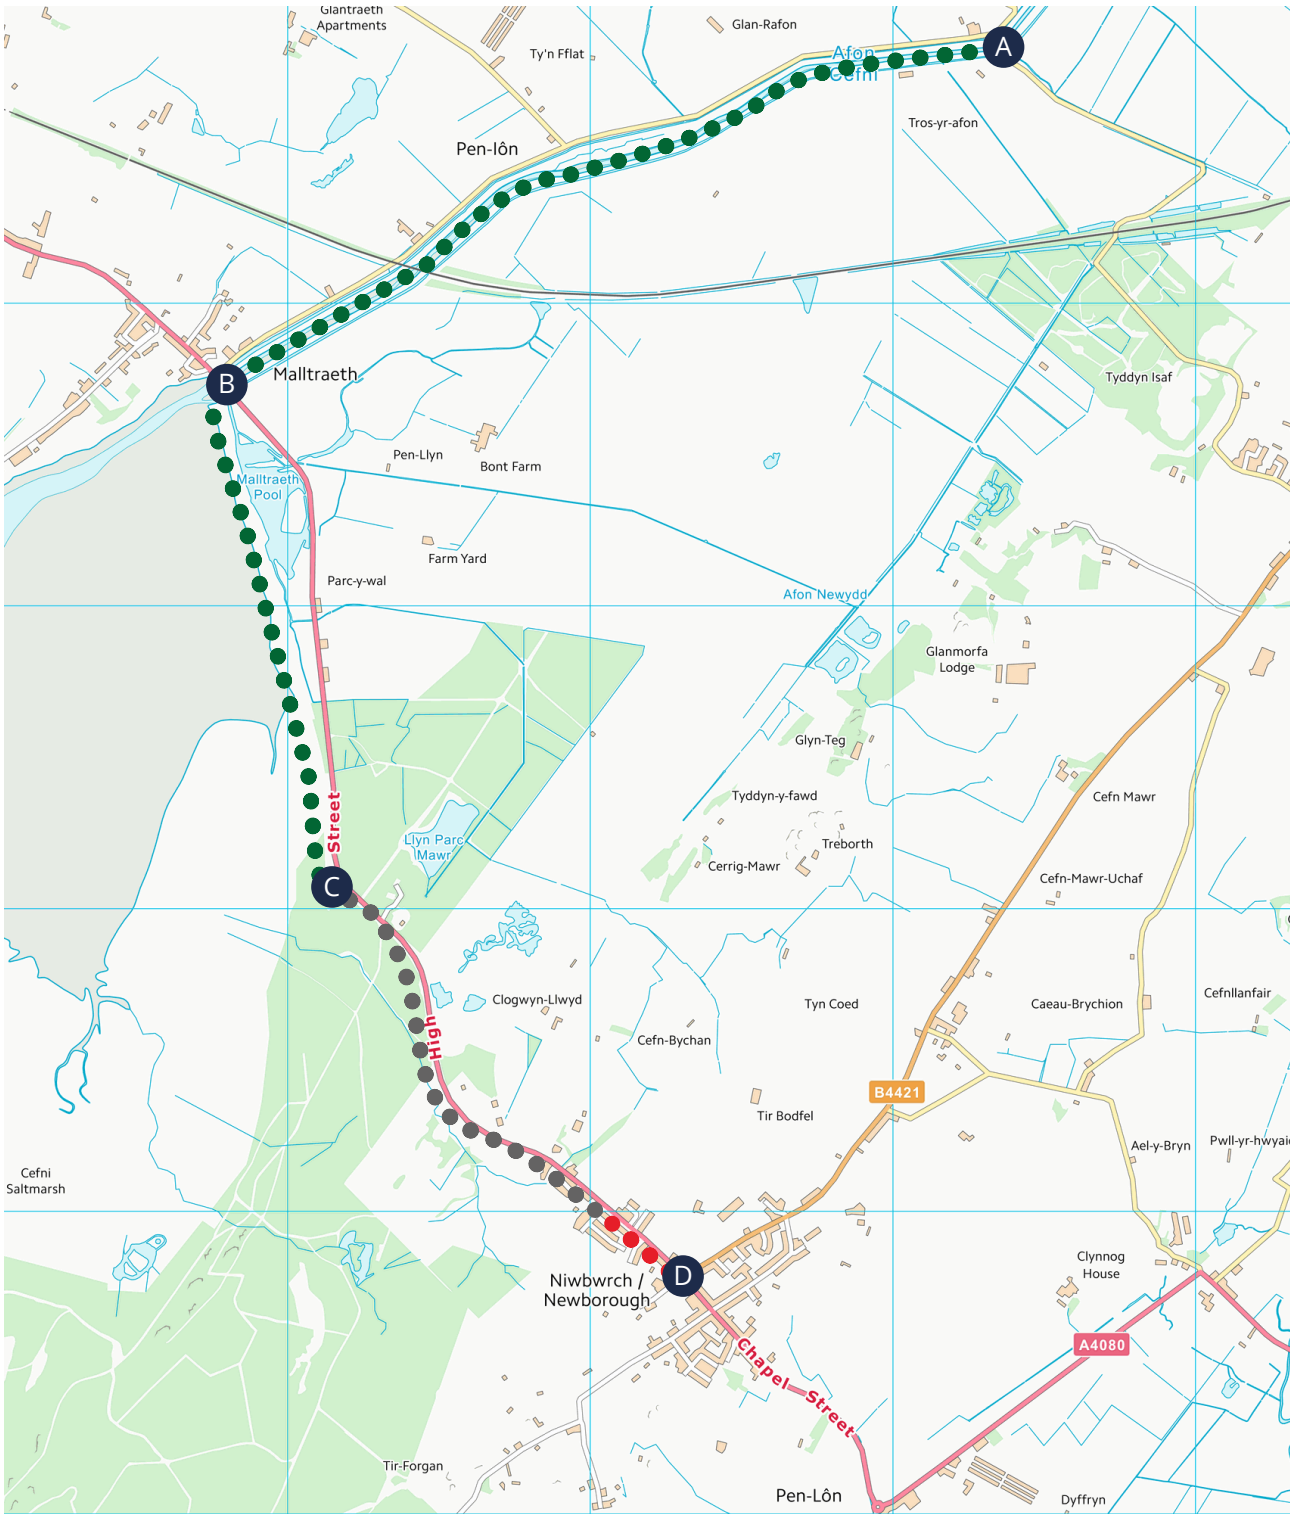 Glantraeth
Apartments
Glan-Rafon
Ty'n Fflat
Afon
Cefni
A
Tros-yr-afon
Pen-lôn
Tyddyn Isaf
Malltraeth
B
Pen-Llyn
Bont Farm
Malltraeth
Pool
Farm Yard
Parc-y-wal
Afon Newydd
Glanmorfa
Lodge
Glyn-Teg
Tyddyn-y-fawd
Cefn Mawr
Street
Llyn Parc
Mawr
Treborth
Cerrig-Mawr
Cefn-Mawr-Uchaf
C
Clogwyn-Llwyd
Tyn Coed
Caeau-Brychion
Cefnllanfair
High
Cefn-Bychan
B4421
Tir Bodfel
Ael-y-Bryn
Pwll-yr-hwyai
Cefni
Saltmarsh
Clynnog
House
D
Niwbwrch /
Newborough
A4080
Chapel Street
Tir-Forgan
Pen-Lôn
Dyffryn